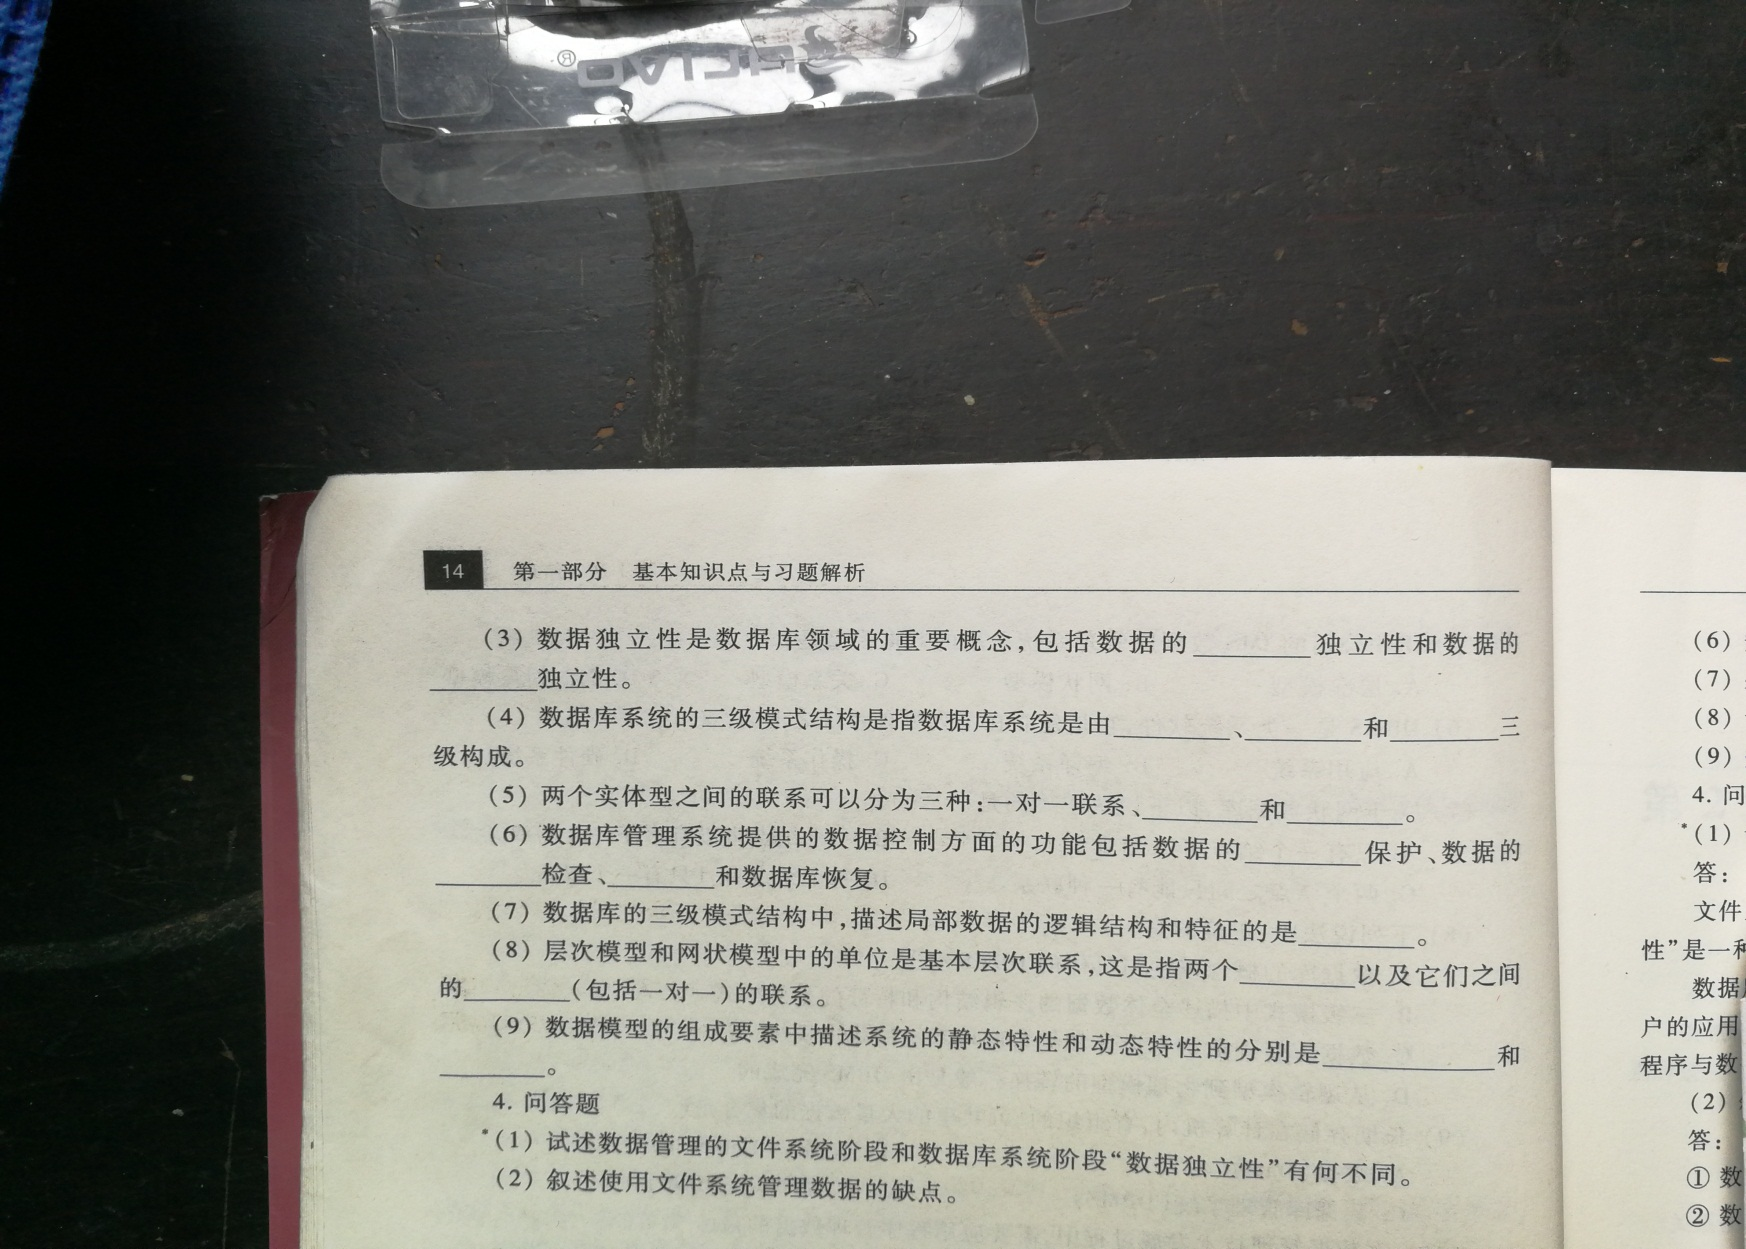 14 第一部分 基本知识点与习题解析
(3) 数据独立性是数据库领域的重要概念,包括数据的________独立性和数据的
________独立性。
(4) 数据库系统的三级模式结构是指数据库系统是由________、________和________三
级构成。
(5) 两个实体型之间的联系可以分为三种:一对一联系、________和________。
(6) 数据库管理系统提供的数据控制方面的功能包括数据的________保护、数据的
________检查、________和数据库恢复。
(7) 数据库的三级模式结构中,描述局部数据的逻辑结构和特征的是________。
(8) 层次模型和网状模型中的单位是基本层次联系,这是指两个________以及它们之间
的________(包括一对一)的联系。
(9) 数据模型的组成要素中描述系统的静态特性和动态特性的分别是____________和
________。
4. 问答题
*(1) 试述数据管理的文件系统阶段和数据库系统阶段“数据独立性”有何不同。
(2) 叙述使用文件系统管理数据的缺点。
(6)
(7)
(8)
(9)
4. 问
*(1)
答:
文件
性”是一种
数据
户的应用
程序与数
(2)
答:
① 数
② 数